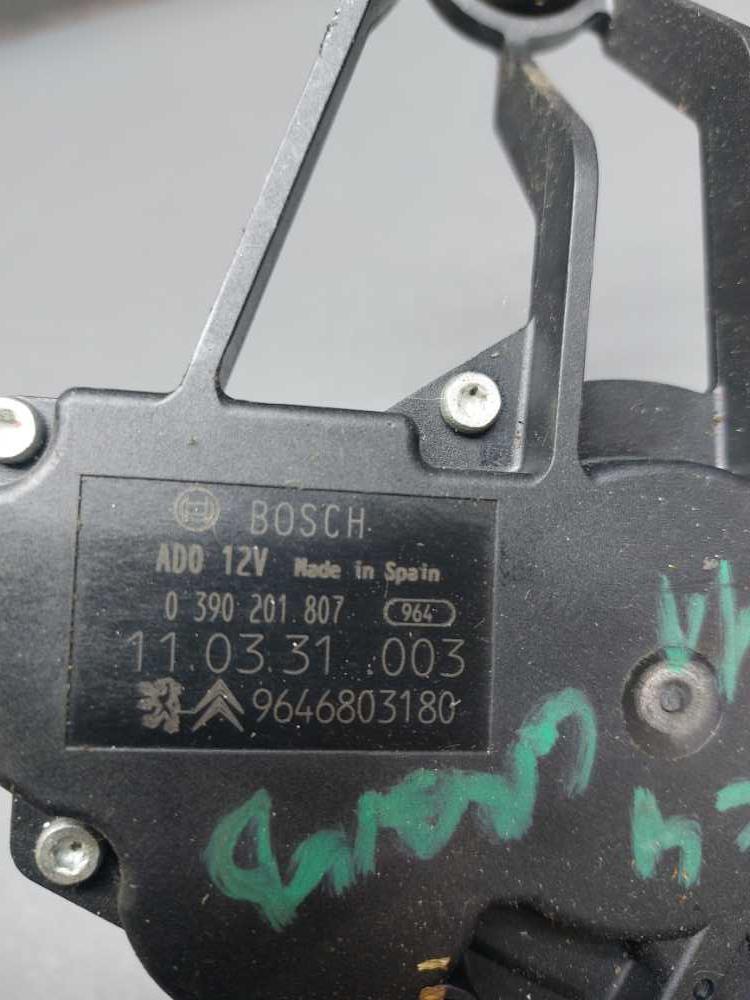 BOSCH
ADO 12V Made in Spain
0 390 201 807 964
11.03.31 .003
9646803180